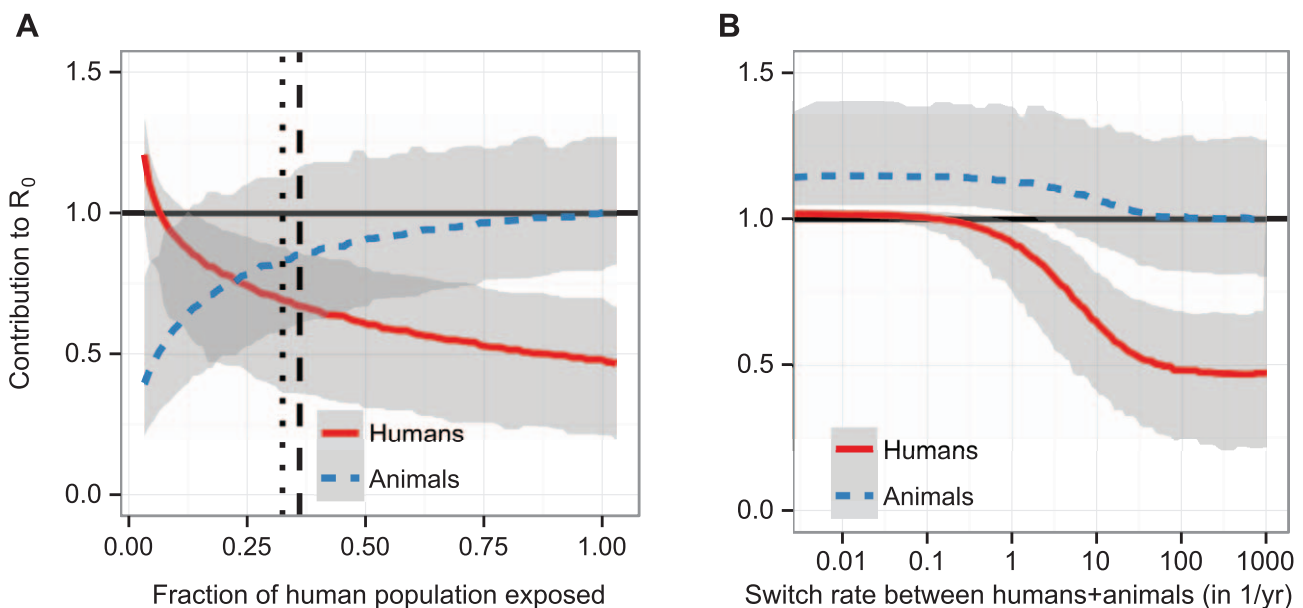 A
B
Contribution to R0
1.5
1.0
0.5
0.0
Humans
Animals
0.00 0.25 0.50 0.75 1.00
Fraction of human population exposed
1.5
1.0
0.5
0.0
Humans
Animals
0.01 0.1 1 10 100 1000
Switch rate between humans+animals (in 1/yr)